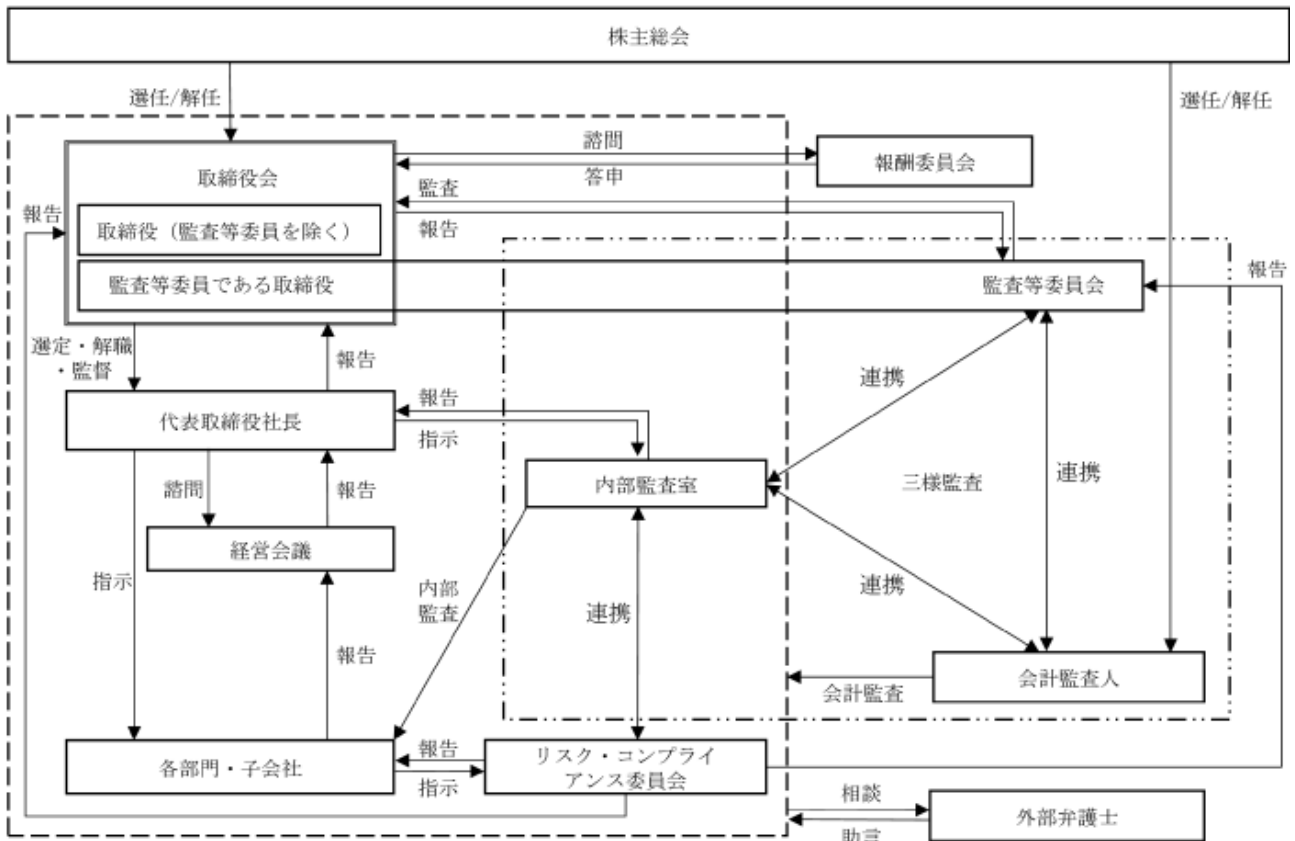 株主総会
選任/解任
選任/解任
諮問
報酬委員会
答申
取締役会
監査
報告
取締役（監査等委員を除く）
報告
監査等委員である取締役
監査等委員会
報告
選定・解職
・監督
報告
連携
報告
代表取締役社長
指示
内部監査室
三様監査
連携
諮問
報告
経営会議
指示
内部
監査
連携
連携
報告
会計監査人
会計監査
報告
リスク・コンプライ
アンス委員会
各部門・子会社
指示
相談
外部弁護士
助言